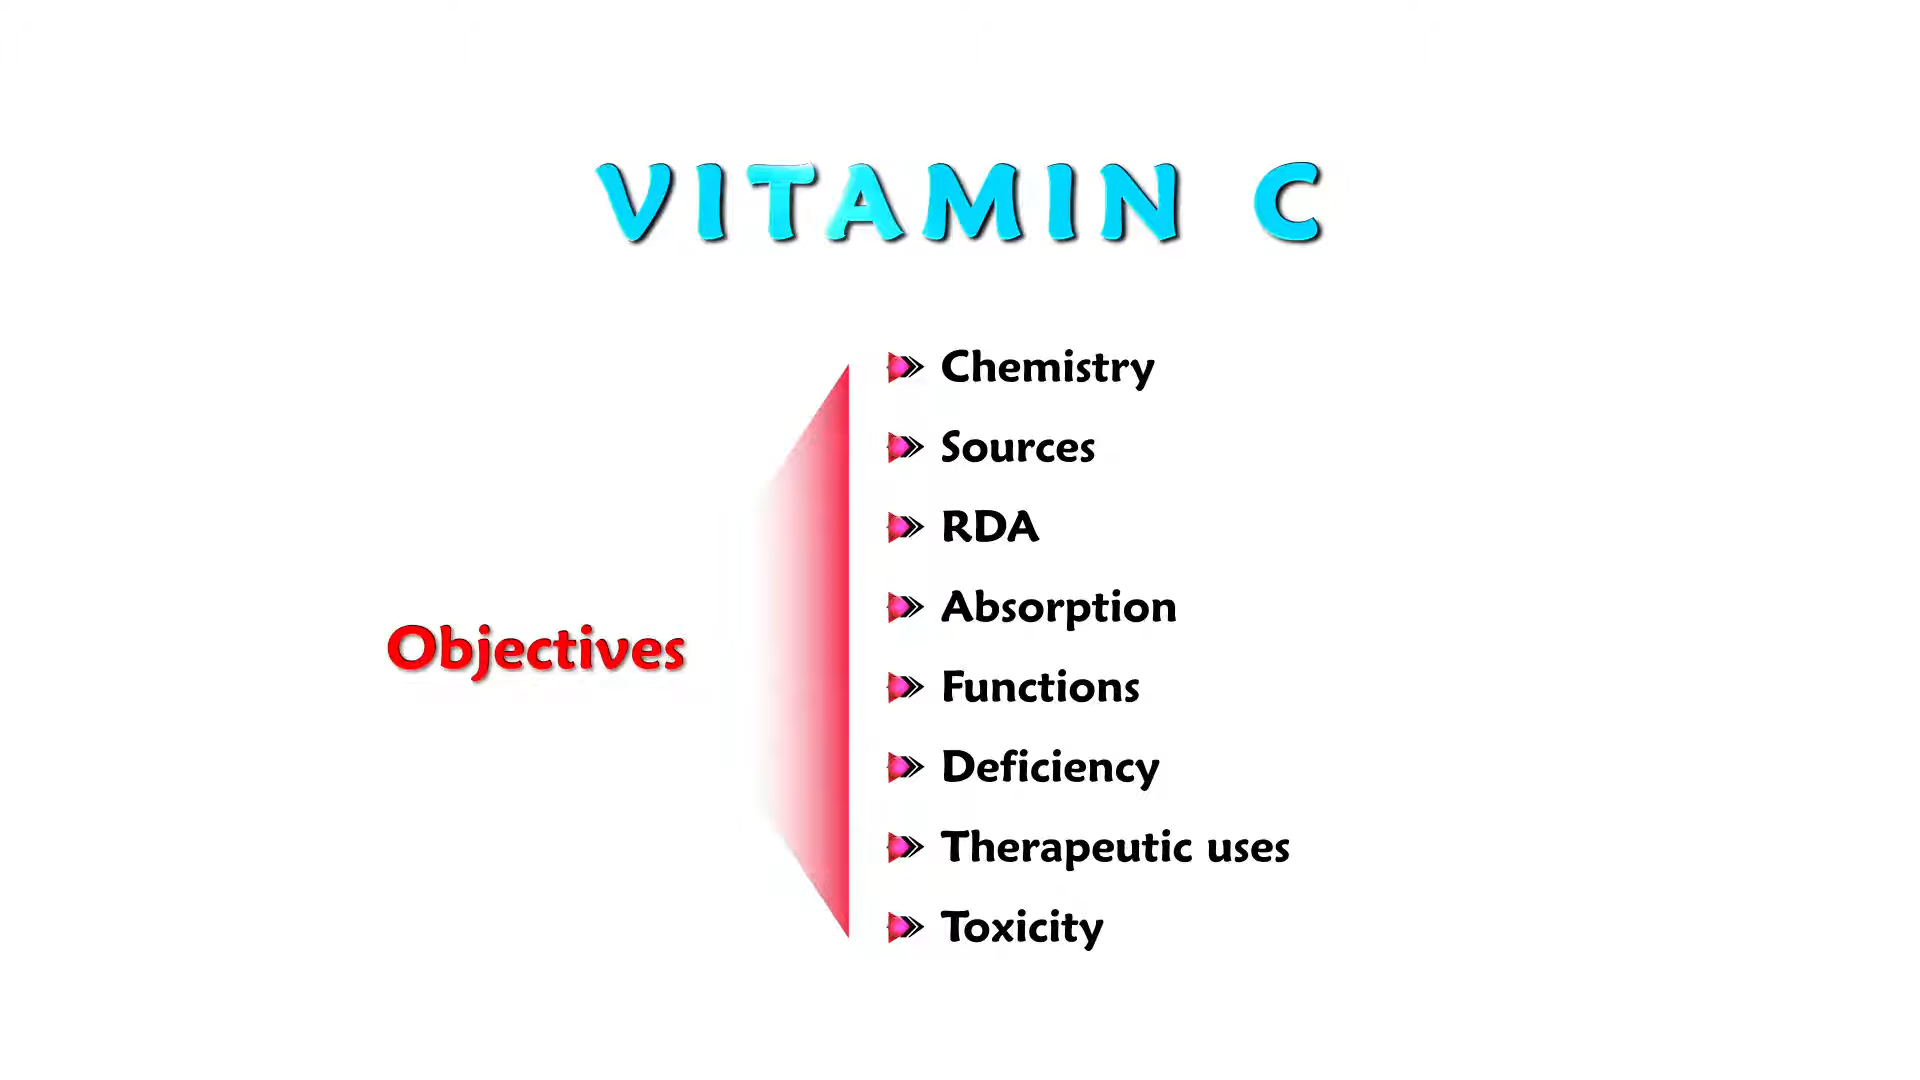 VITAMIN C
Objectives
Chemistry
Sources
RDA
Absorption
Functions
Deficiency
Therapeutic uses
Toxicity